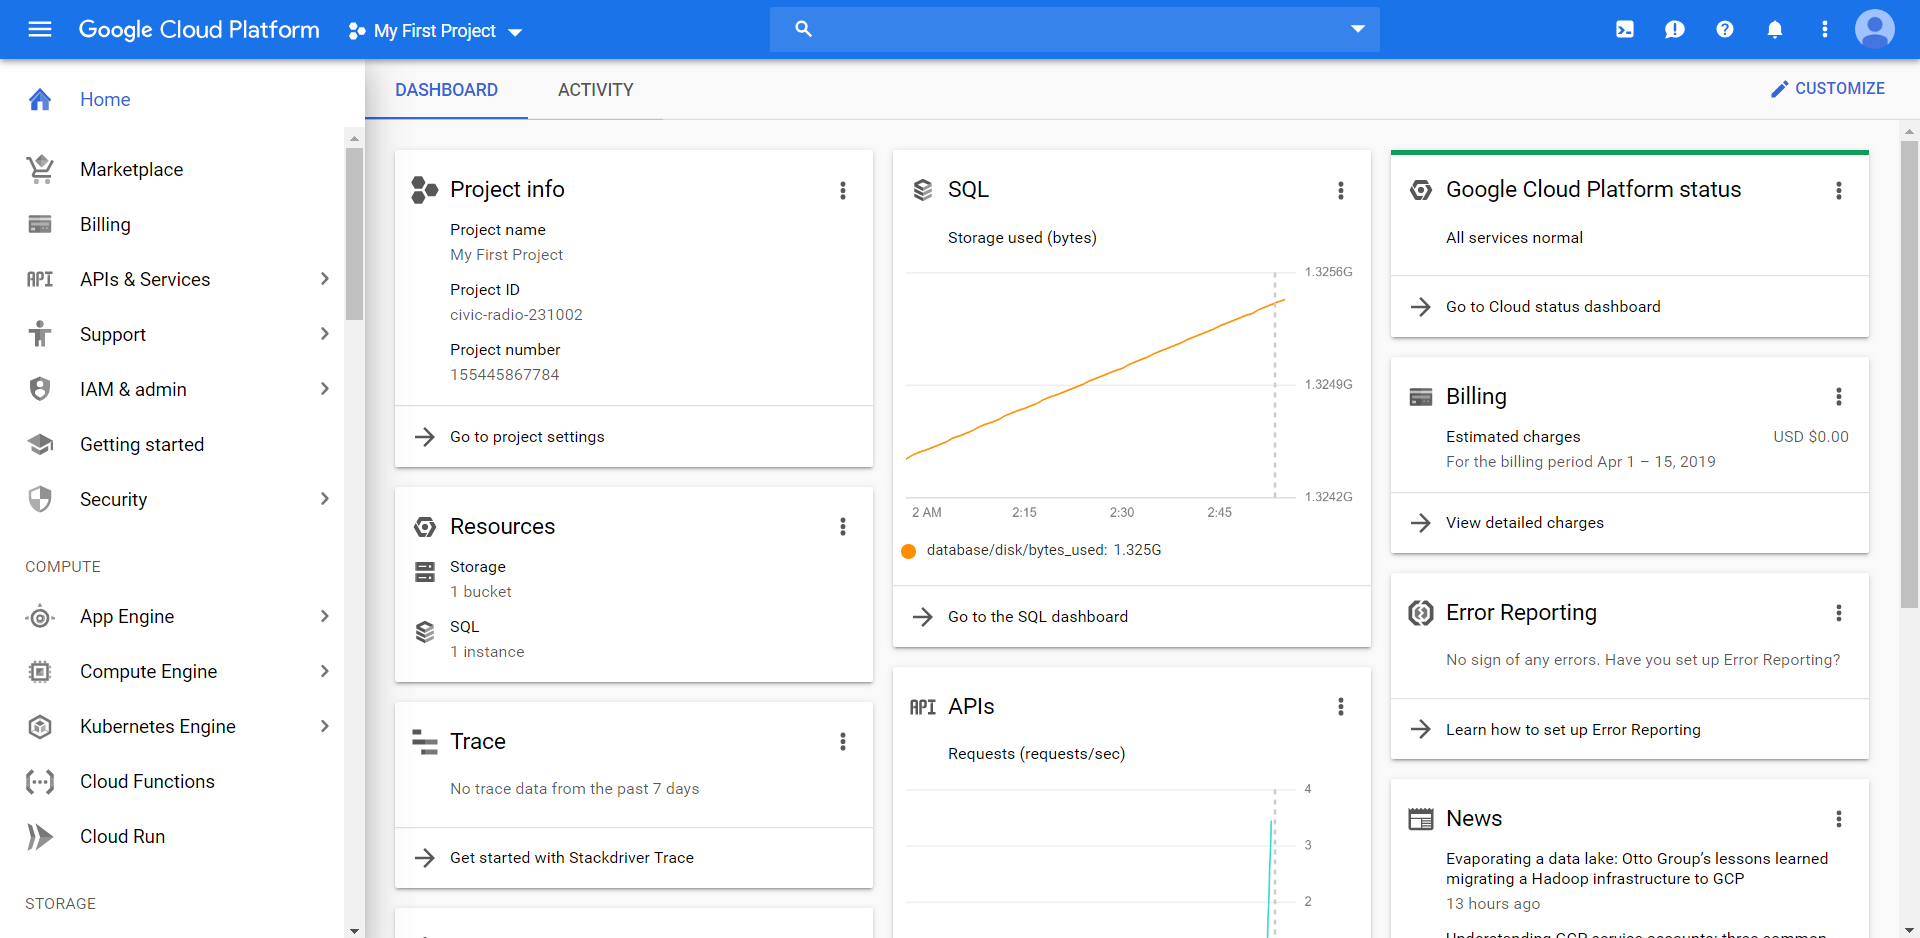 Google Cloud Platform
My First Project
Home
Marketplace
Billing
API
APIs & Services
Support
IAM & admin
Getting started
Security
COMPUTE
App Engine
Compute Engine
Kubernetes Engine
Cloud Functions
Cloud Run
STORAGE
DASHBOARD
ACTIVITY
CUSTOMIZE
Project info
Project name
My First Project
Project ID
civic-radio-231002
Project number
155445867784
Go to project settings
Resources
Storage
1 bucket
SQL
1 instance
Trace
No trace data from the past 7 days
Get started with Stackdriver Trace
SQL
Storage used (bytes)
1.3256G
1.3249G
1.3242G
2 AM 2:15 2:30 2:45
database/disk/bytes_used: 1.325G
Go to the SQL dashboard
API
APIs
Requests (requests/sec)
4
3
2
Google Cloud Platform status
All services normal
Go to Cloud status dashboard
Billing
Estimated charges USD $0.00
For the billing period Apr 1 – 15, 2019
View detailed charges
Error Reporting
No sign of any errors. Have you set up Error Reporting?
Learn how to set up Error Reporting
News
Evaporating a data lake: Otto Group’s lessons learned
migrating a Hadoop infrastructure to GCP
13 hours ago
Understanding GCP service accounts: three common